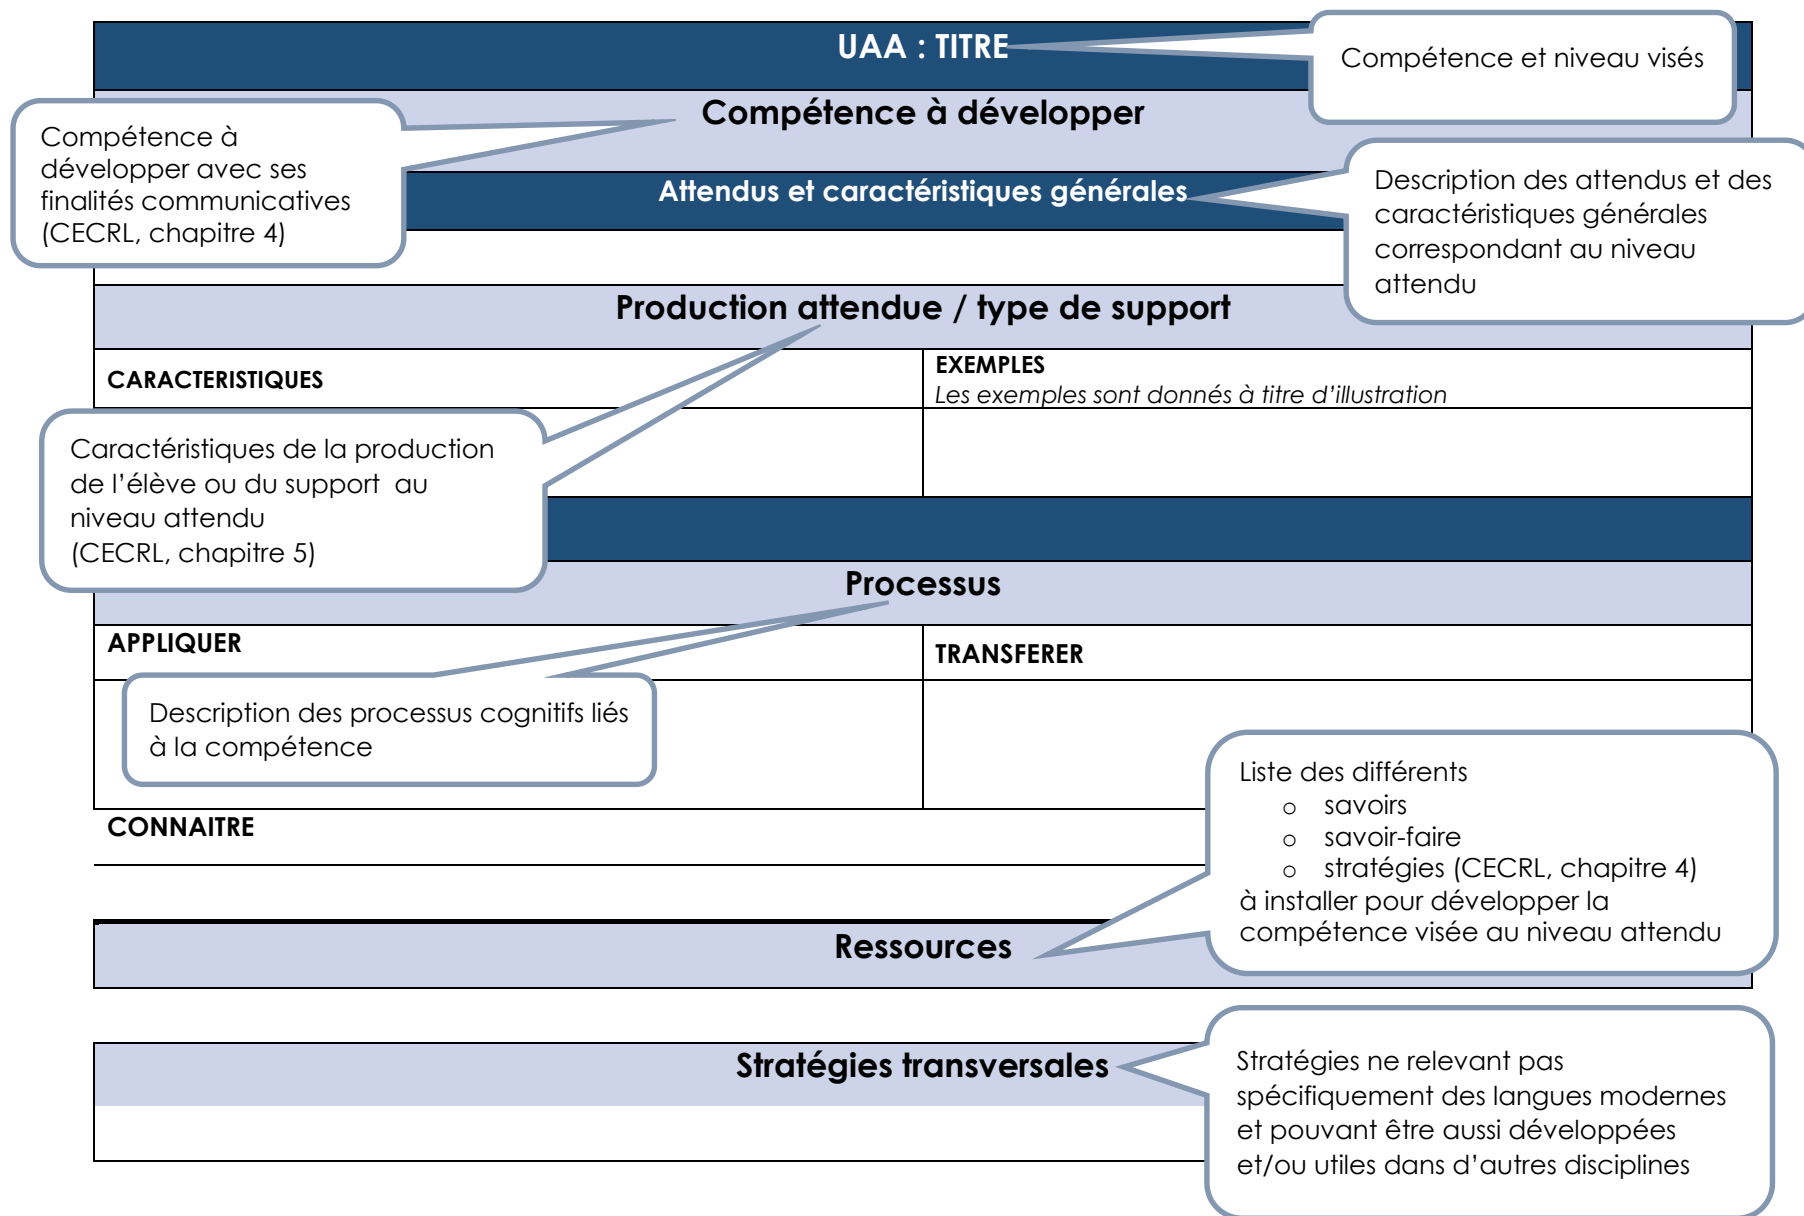 UAA : TITRE
Compétence et niveau visés
Compétence à développer
Compétence à
développer avec ses
finalités communicatives
(CECRL, chapitre 4)
Attendus et caractéristiques générales
Description des attendus et des
caractéristiques générales
correspondant au niveau
attendu
Production attendue / type de support
CARACTERISTIQUES
EXEMPLES
Les exemples sont donnés à titre d'illustration
Caractéristiques de la production
de l'élève ou du support au
niveau attendu
(CECRL, chapitre 5)
Processus
APPLIQUER
TRANSFERER
Description des processus cognitifs liés
à la compétence
CONNAITRE
Liste des différents
o savoirs
o savoir-faire
o stratégies (CECRL, chapitre 4)
à installer pour développer la
compétence visée au niveau attendu
Ressources
Stratégies transversales
Stratégies ne relevant pas
spécifiquement des langues modernes
et pouvant être aussi développées
et/ou utiles dans d'autres disciplines